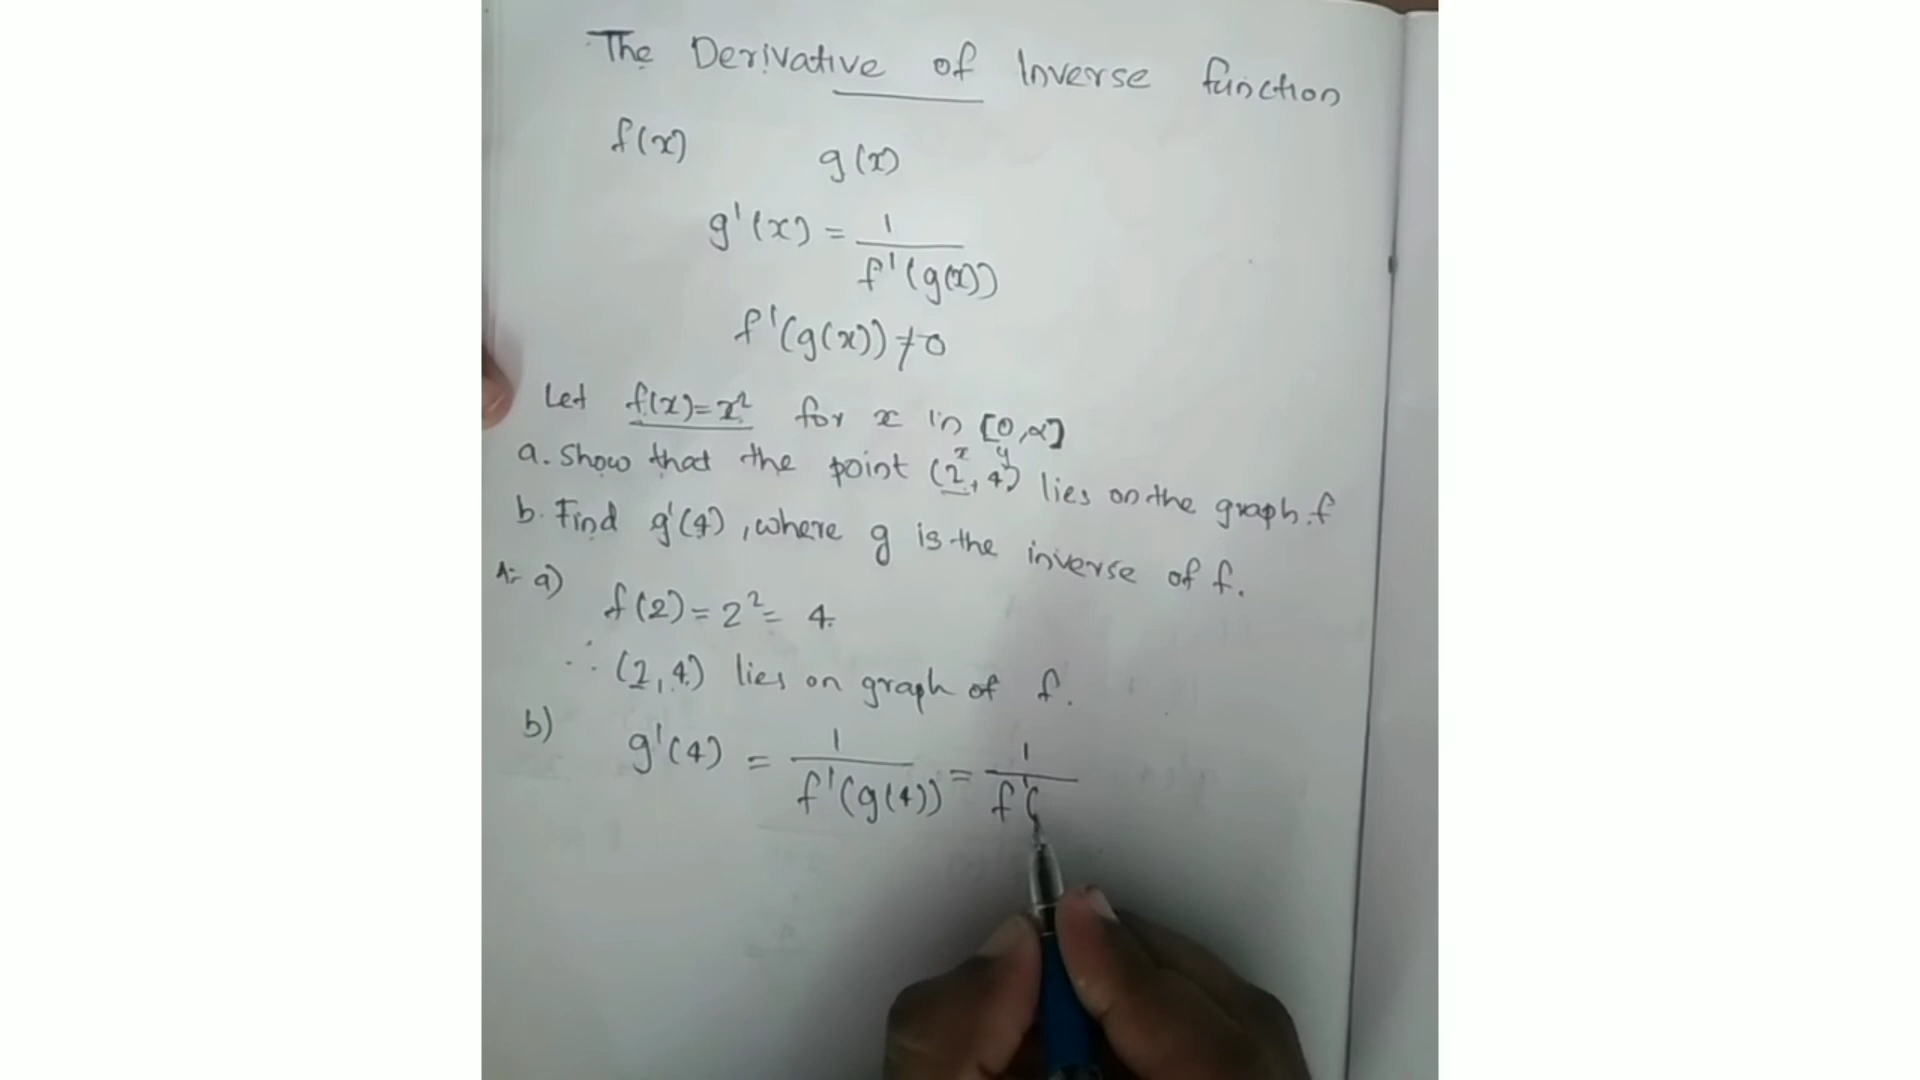 The Derivative of Inverse function
f(x) g(x)
g'(x) = 1/f'(g(x))
f'(g(x)) ≠ 0
Let f(x)=x² for x in [0,∝]
x y
a. Show that the point (2, 4) lies on the graph.f
b. Find g'(4), where g is the inverse of f.
A:- a)
f(2) = 2² = 4.
∴ (2,4) lies on graph of f.
b) g'(4) = 1/f'(g(4)) = 1/f'(